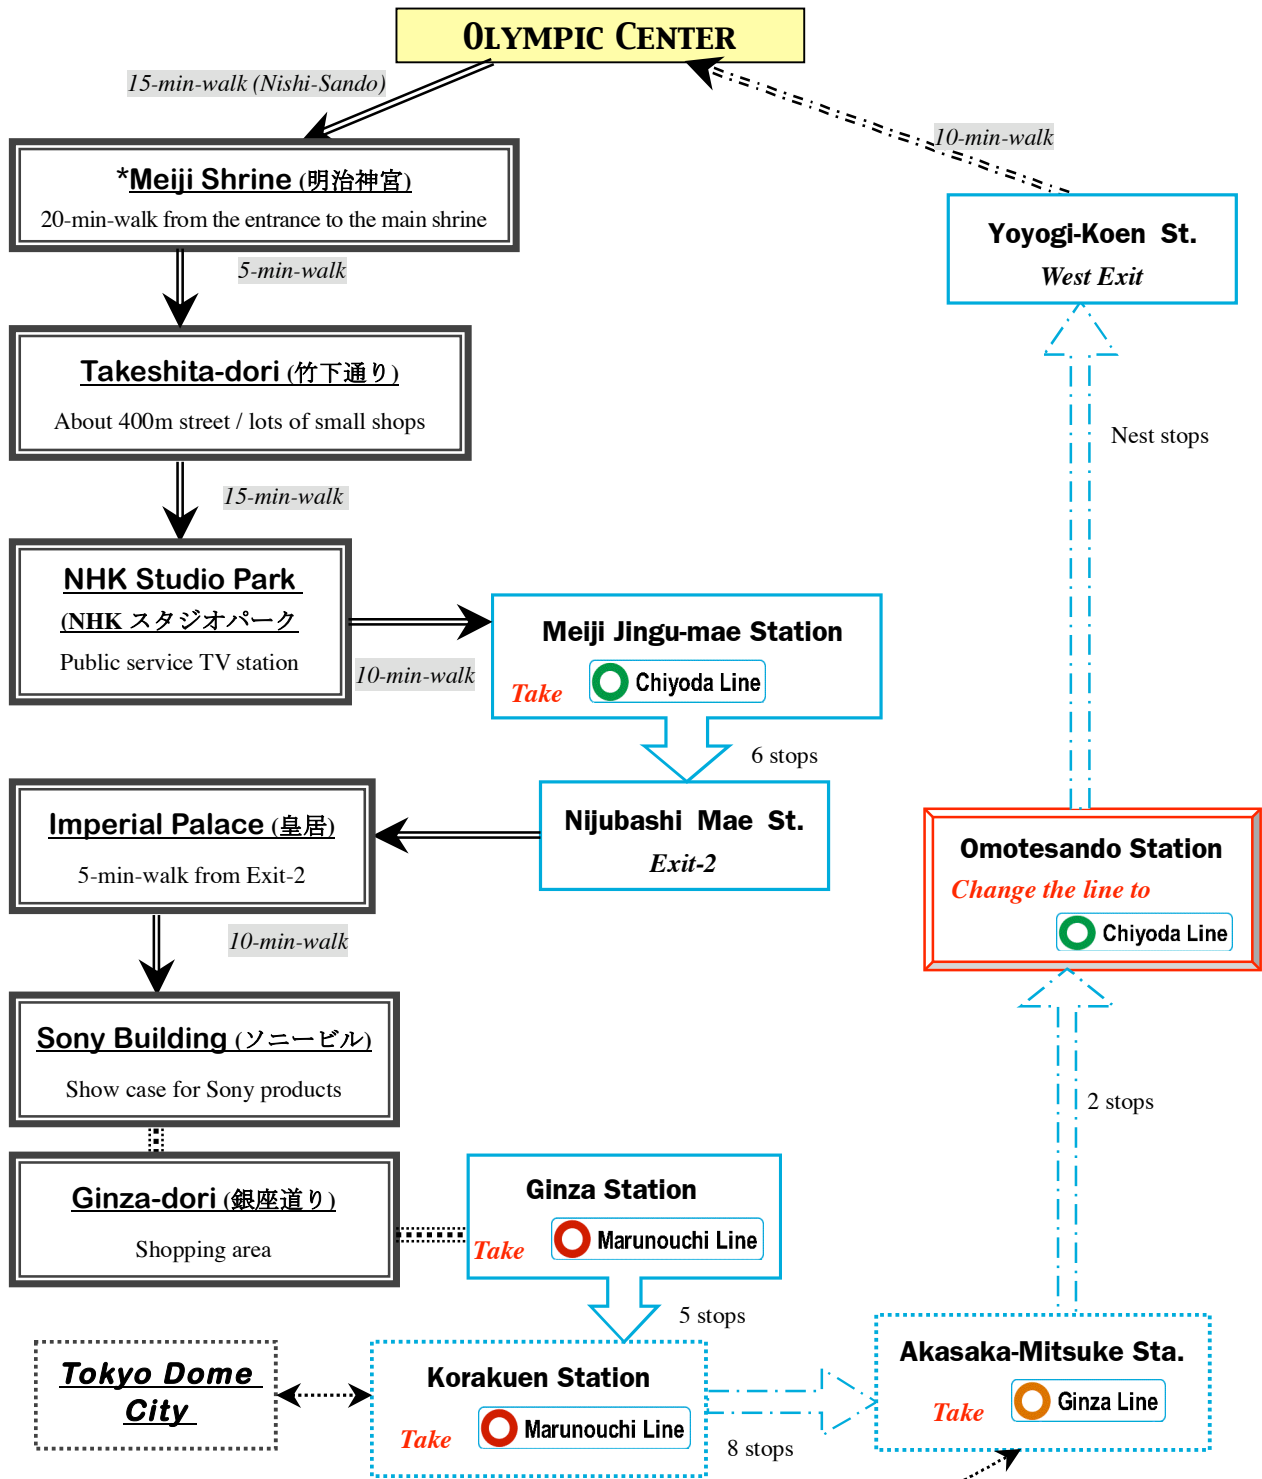 OLYMPIC CENTER
15-min-walk (Nishi-Sando)
*Meiji Shrine (明治神宮)
20-min-walk from the entrance to the main shrine
5-min-walk
Takeshita-dori (竹下通り)
About 400m street / lots of small shops
15-min-walk
NHK Studio Park
(NHK スタジオパーク
Public service TV station
10-min-walk
Meiji Jingu-mae Station
Take Chiyoda Line
6 stops
Nijubashi Mae St.
Exit-2
Imperial Palace (皇居)
5-min-walk from Exit-2
10-min-walk
Sony Building (ソニービル)
Show case for Sony products
Ginza-dori (銀座道り)
Shopping area
Ginza Station
Take Marunouchi Line
5 stops
Tokyo Dome
City
Korakuen Station
Take Marunouchi Line
8 stops
Akasaka-Mitsuke Sta.
Take Ginza Line
2 stops
Omotesando Station
Change the line to
Chiyoda Line
Nest stops
Yoyogi-Koen St.
West Exit
10-min-walk